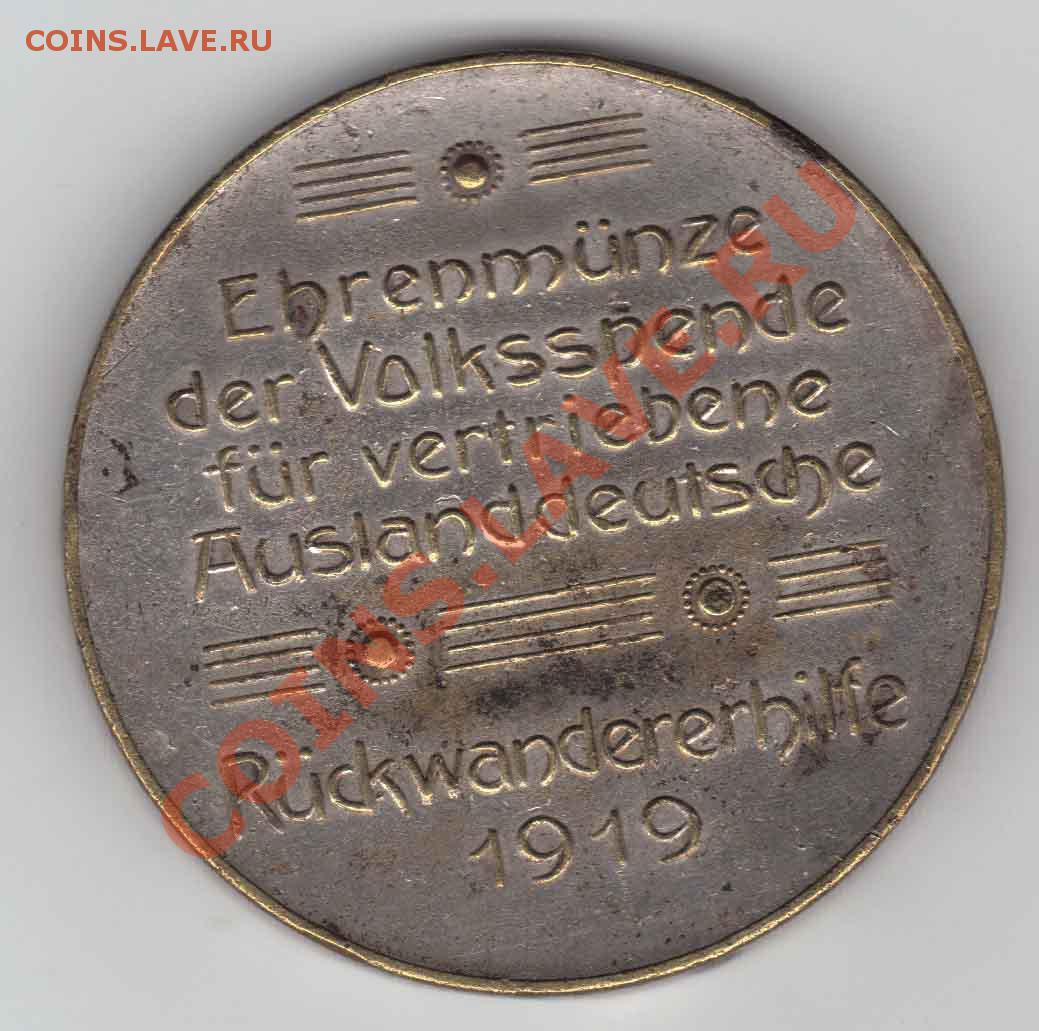 COINS.LAVE.RU
Ehrenmünze
der Volksspende
für vertriebene
Auslanddeutsche
Rückwandererhilfe
1919
COINS.LAVE.RU